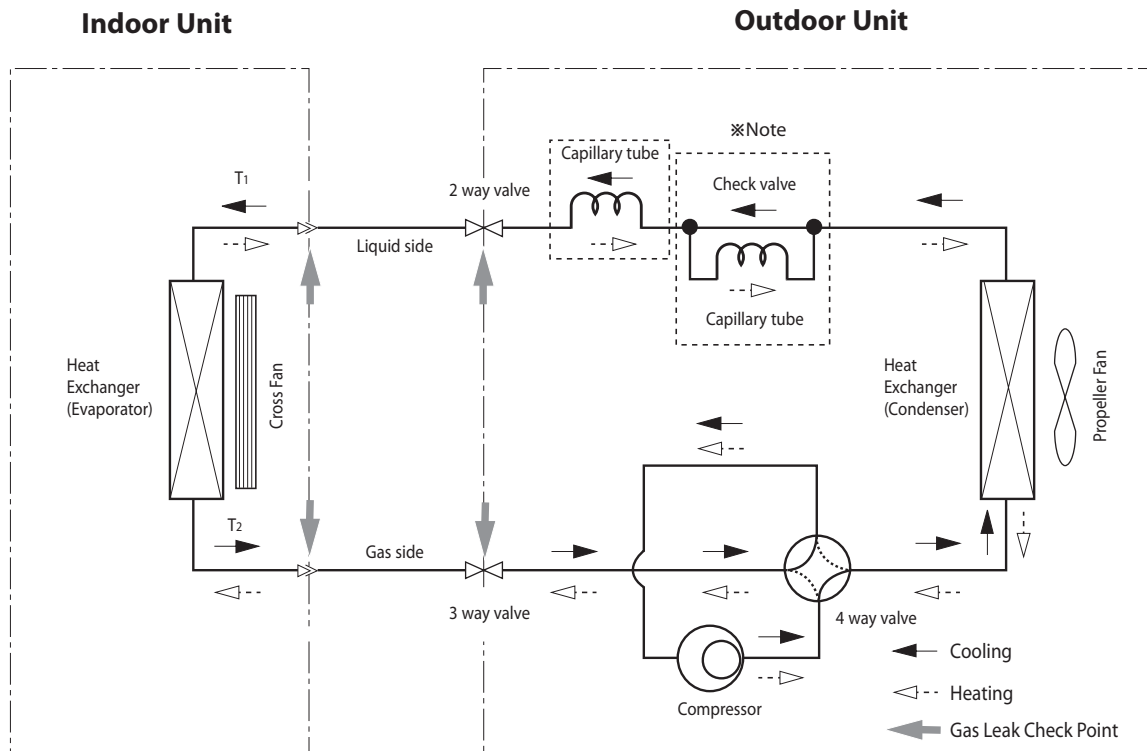 Indoor Unit
Outdoor Unit
※Note
Capillary tube
Check valve
T1
2 way valve
Liquid side
Capillary tube
Heat
Exchanger
(Evaporator)
Cross Fan
Heat
Exchanger
(Condenser)
Propeller Fan
T2
Gas side
3 way valve
4 way valve
Compressor
Cooling
Heating
Gas Leak Check Point